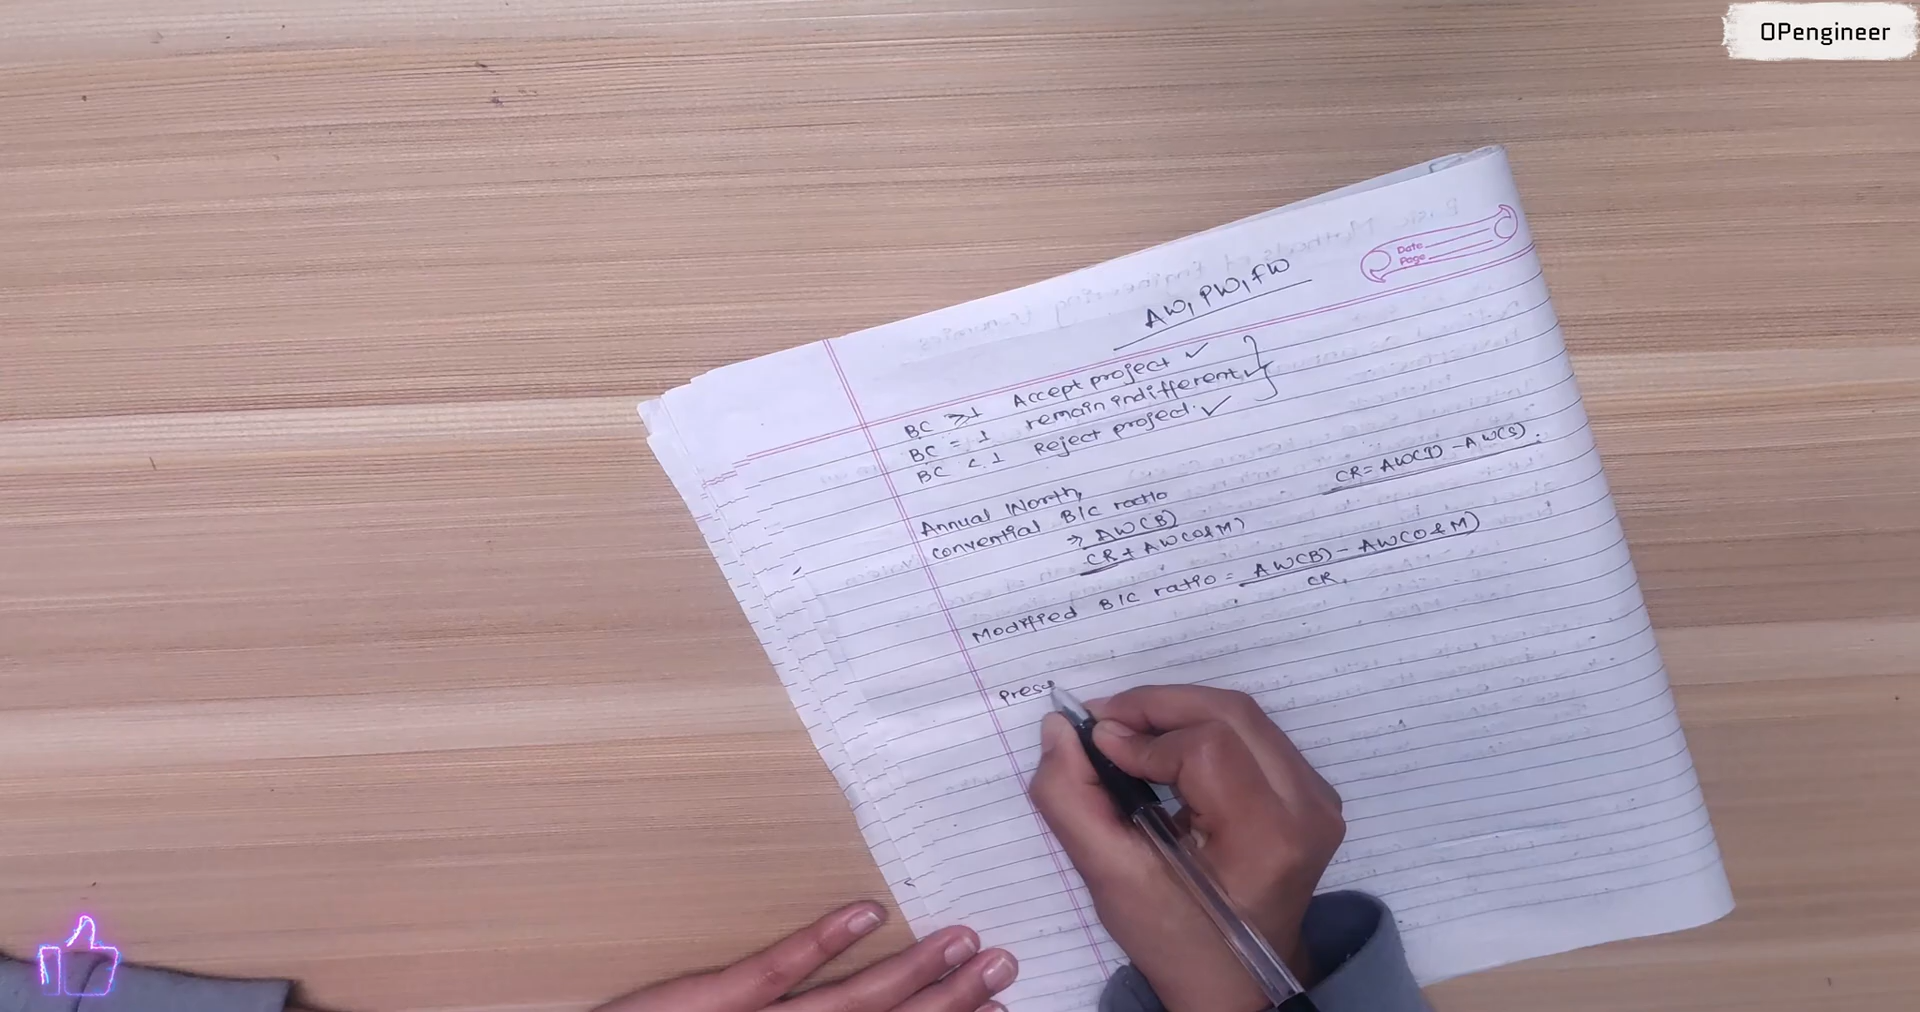 OPengineer
Date
Page
AW, PW, FW
BC ≥1 Accept project ✓
BC = 1 remain indifferent ✓
BC < 1 Reject project. ✓
CR = AW(I) - AW(S).
Annual Worth,
convential B/C ratio
⇒ AW(B)
CR + AW(O&M)
Modified B/C ratio = AW(B) - AW(O&M)
CR.
Prese